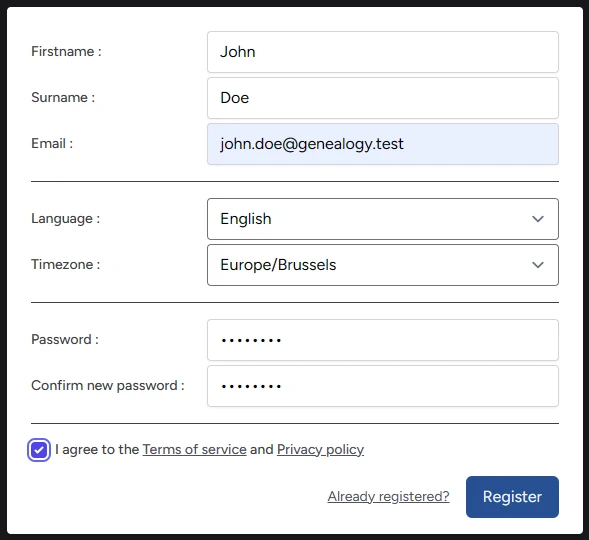 Firstname : John
Surname : Doe
Email : john.doe@genealogy.test
Language : English
Timezone : Europe/Brussels
Password : ••••••••
Confirm new password : ••••••••
I agree to the Terms of service and Privacy policy
Already registered? Register